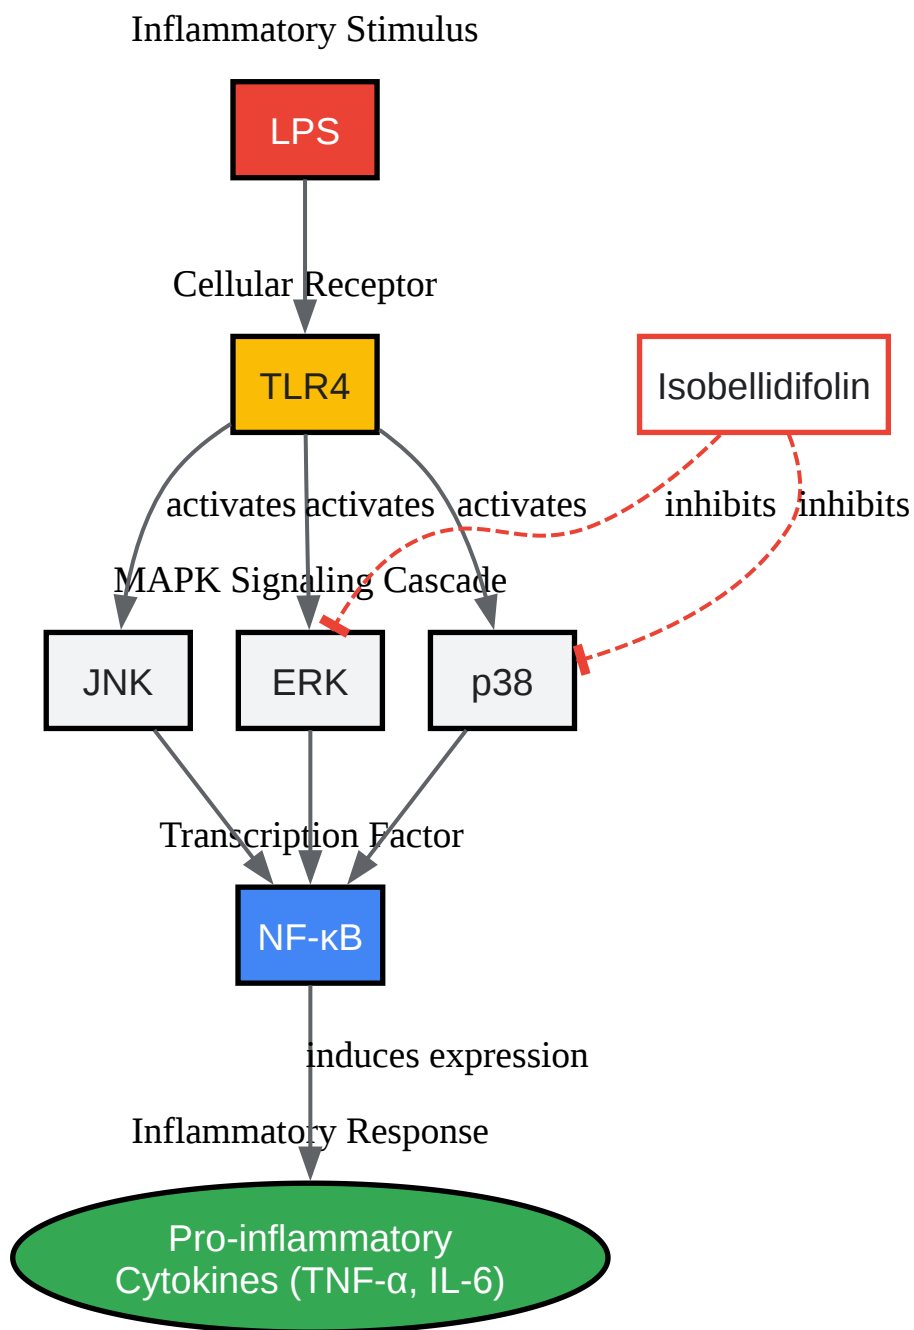 Inflammatory Stimulus
LPS
Cellular Receptor
TLR4
Isobellidifolin
activates
activates
activates
inhibits
inhibits
MAPK Signaling Cascade
JNK
ERK
p38
Transcription Factor
NF-κB
induces expression
Inflammatory Response
Pro-inflammatory
Cytokines (TNF-α, IL-6)